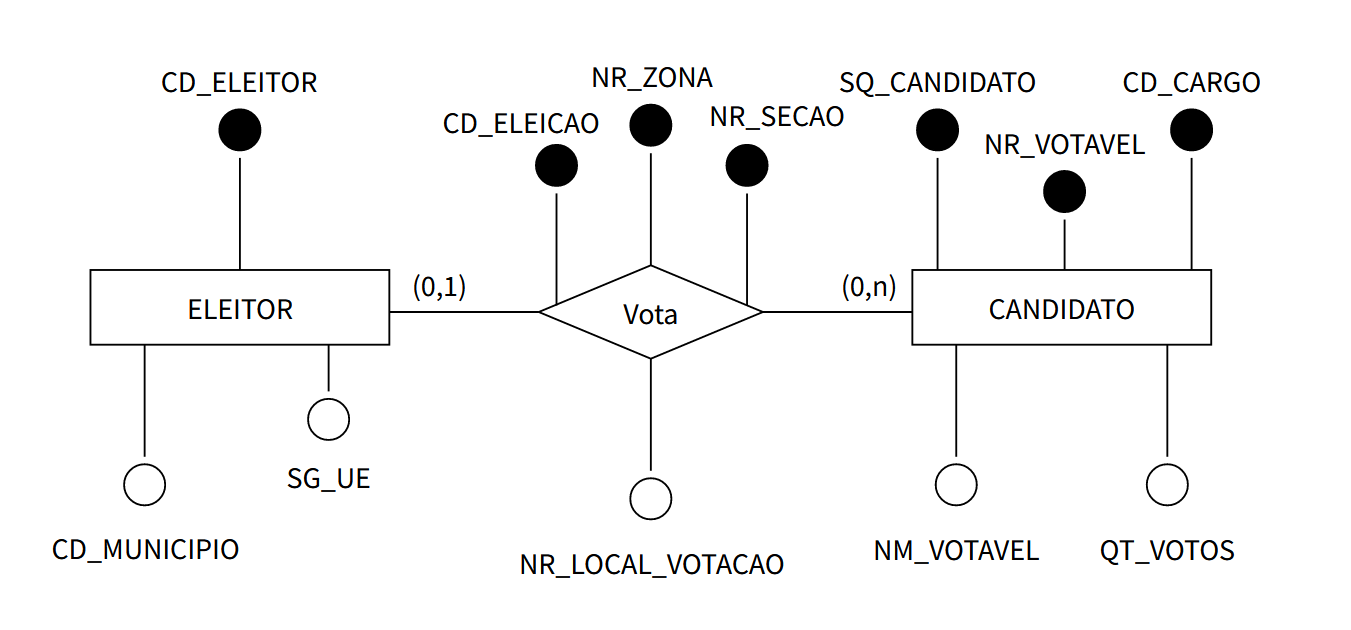 CD_ELEITOR
CD_ELEICAO
NR_ZONA
NR_SECAO
SQ_CANDIDATO
NR_VOTAVEL
CD_CARGO
ELEITOR
(0,1)
Vota
(0,n)
CANDIDATO
CD_MUNICIPIO
SG_UE
NR_LOCAL_VOTACAO
NM_VOTAVEL
QT_VOTOS